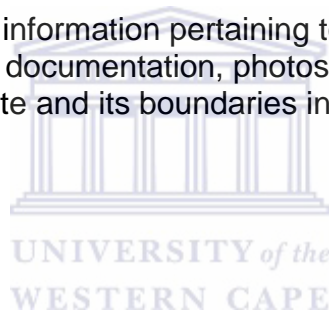 information pertaining t
documentation, photos
te and its boundaries in
UNIVERSITY of the
WESTERN CAPE